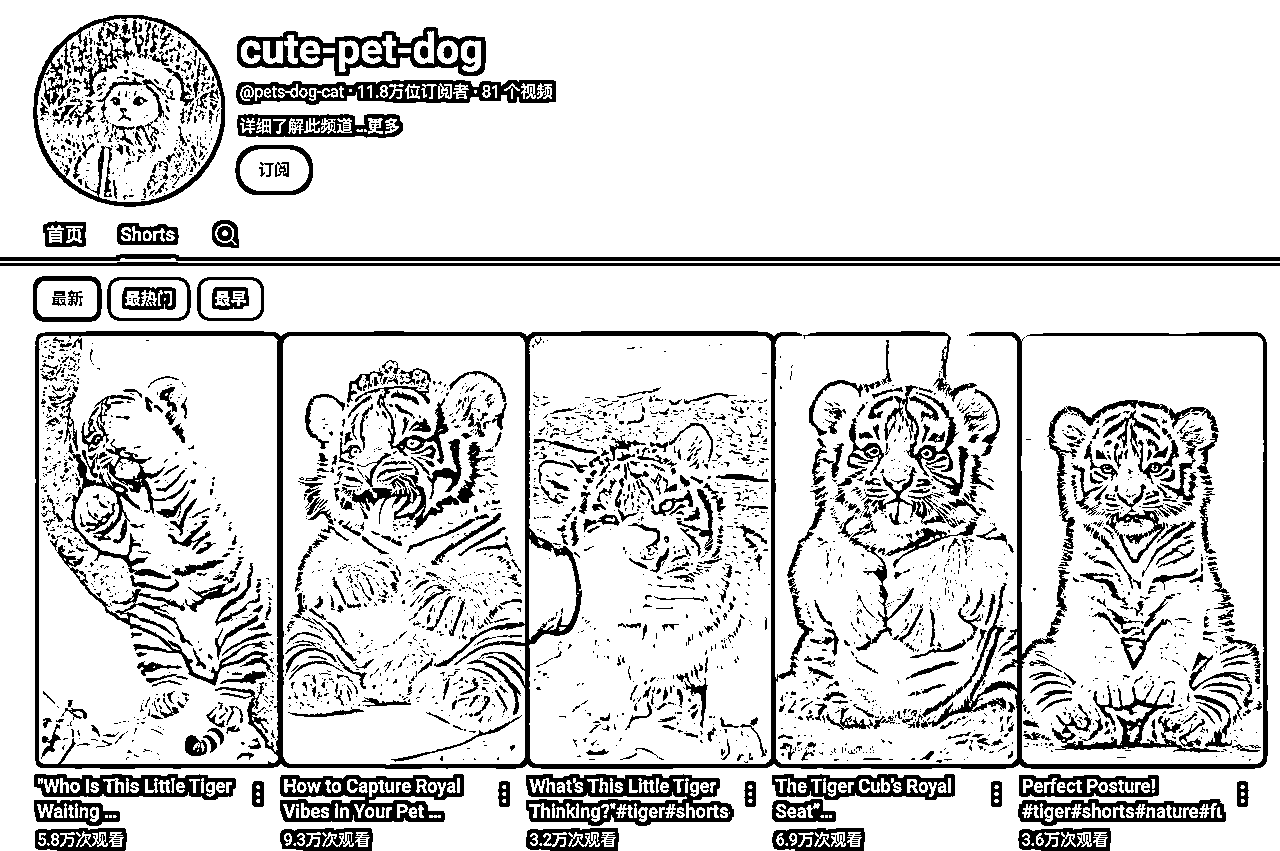 cute-pet-dog
@pets-dog-cat · 11.8万位订阅者 · 81 个视频
详细了解此频道 ...更多
订阅
首页 Shorts
最新 最热门 最早
"Who Is This Little Tiger Waiting ...
5.8万次观看
How to Capture Royal Vibes in Your Pet ...
9.3万次观看
What's This Little Tiger Thinking?"#tiger#shorts
3.2万次观看
The Tiger Cub's Royal Seat"...
6.9万次观看
Perfect Posture! #tiger#shorts#nature#fu
3.6万次观看